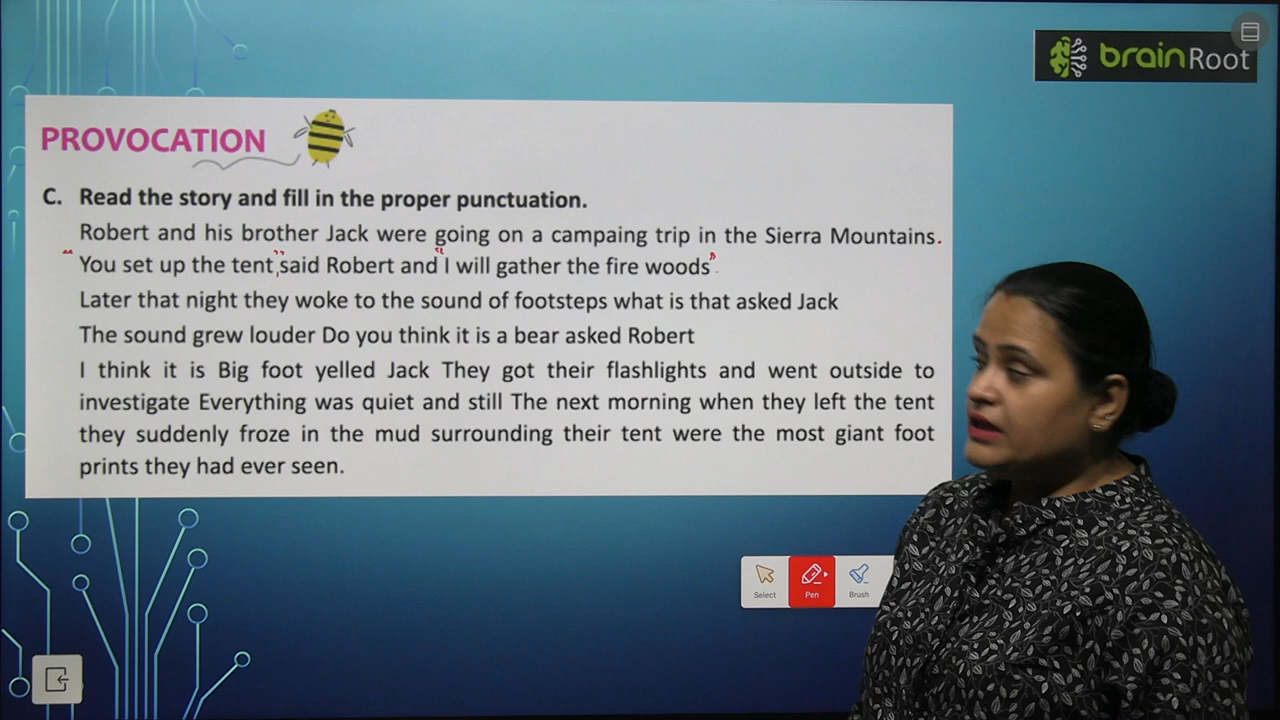 brainRoot
PROVOCATION
C. Read the story and fill in the proper punctuation.
Robert and his brother Jack were going on a campaing trip in the Sierra Mountains.
"You set up the tent", said Robert and "I will gather the fire woods".
Later that night they woke to the sound of footsteps what is that asked Jack
The sound grew louder Do you think it is a bear asked Robert
I think it is Big foot yelled Jack They got their flashlights and went outside to
investigate Everything was quiet and still The next morning when they left the tent
they suddenly froze in the mud surrounding their tent were the most giant foot
prints they had ever seen.
Select Pen Brush